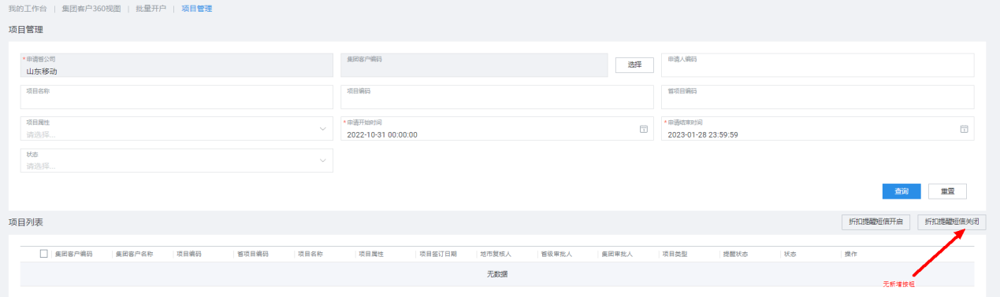 我的工作台 | 集团客户360视图 | 批量开户 | 项目管理
项目管理
* 申请省公司
山东移动
集团客户编码
选择
申请人编码
项目名称
项目编码
省项目编码
项目属性
请选择...
* 申请开始时间
2022-10-31 00:00:00
* 申请结束时间
2023-01-28 23:59:59
状态
请选择...
查询
重置
项目列表
折扣提醒短信开启
折扣提醒短信关闭
集团客户编码 集团客户名称 项目编码 省项目编码 项目名称 项目属性 项目签订日期 地市复核人 省级审批人 集团审批人 项目类型 提醒状态 状态 操作
无数据
无新增按钮